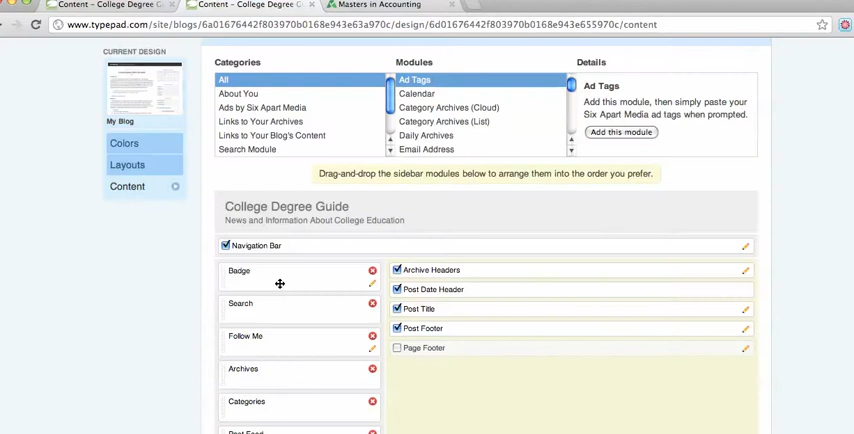 Content - College Degree G
Content - College Degree G
Masters in Accounting
www.typepad.com/site/blogs/6a01676442f803970b0168e943e63a970c/design/6d01676442f803970b0168e943e655970c/content
CURRENT DESIGN
My Blog
Colors
Layouts
Content
Categories
Modules
Details
All
About You
Ads by Six Apart Media
Links to Your Archives
Links to Your Blog's Content
Search Module
Ad Tags
Calendar
Category Archives (Cloud)
Category Archives (List)
Daily Archives
Email Address
Ad Tags
Add this module, then simply paste your
Six Apart Media ad tags when prompted.
Add this module
Drag-and-drop the sidebar modules below to arrange them into the order you prefer.
College Degree Guide
News and Information About College Education
Navigation Bar
Badge
Search
Follow Me
Archives
Categories
Archive Headers
Post Date Header
Post Title
Post Footer
Page Footer